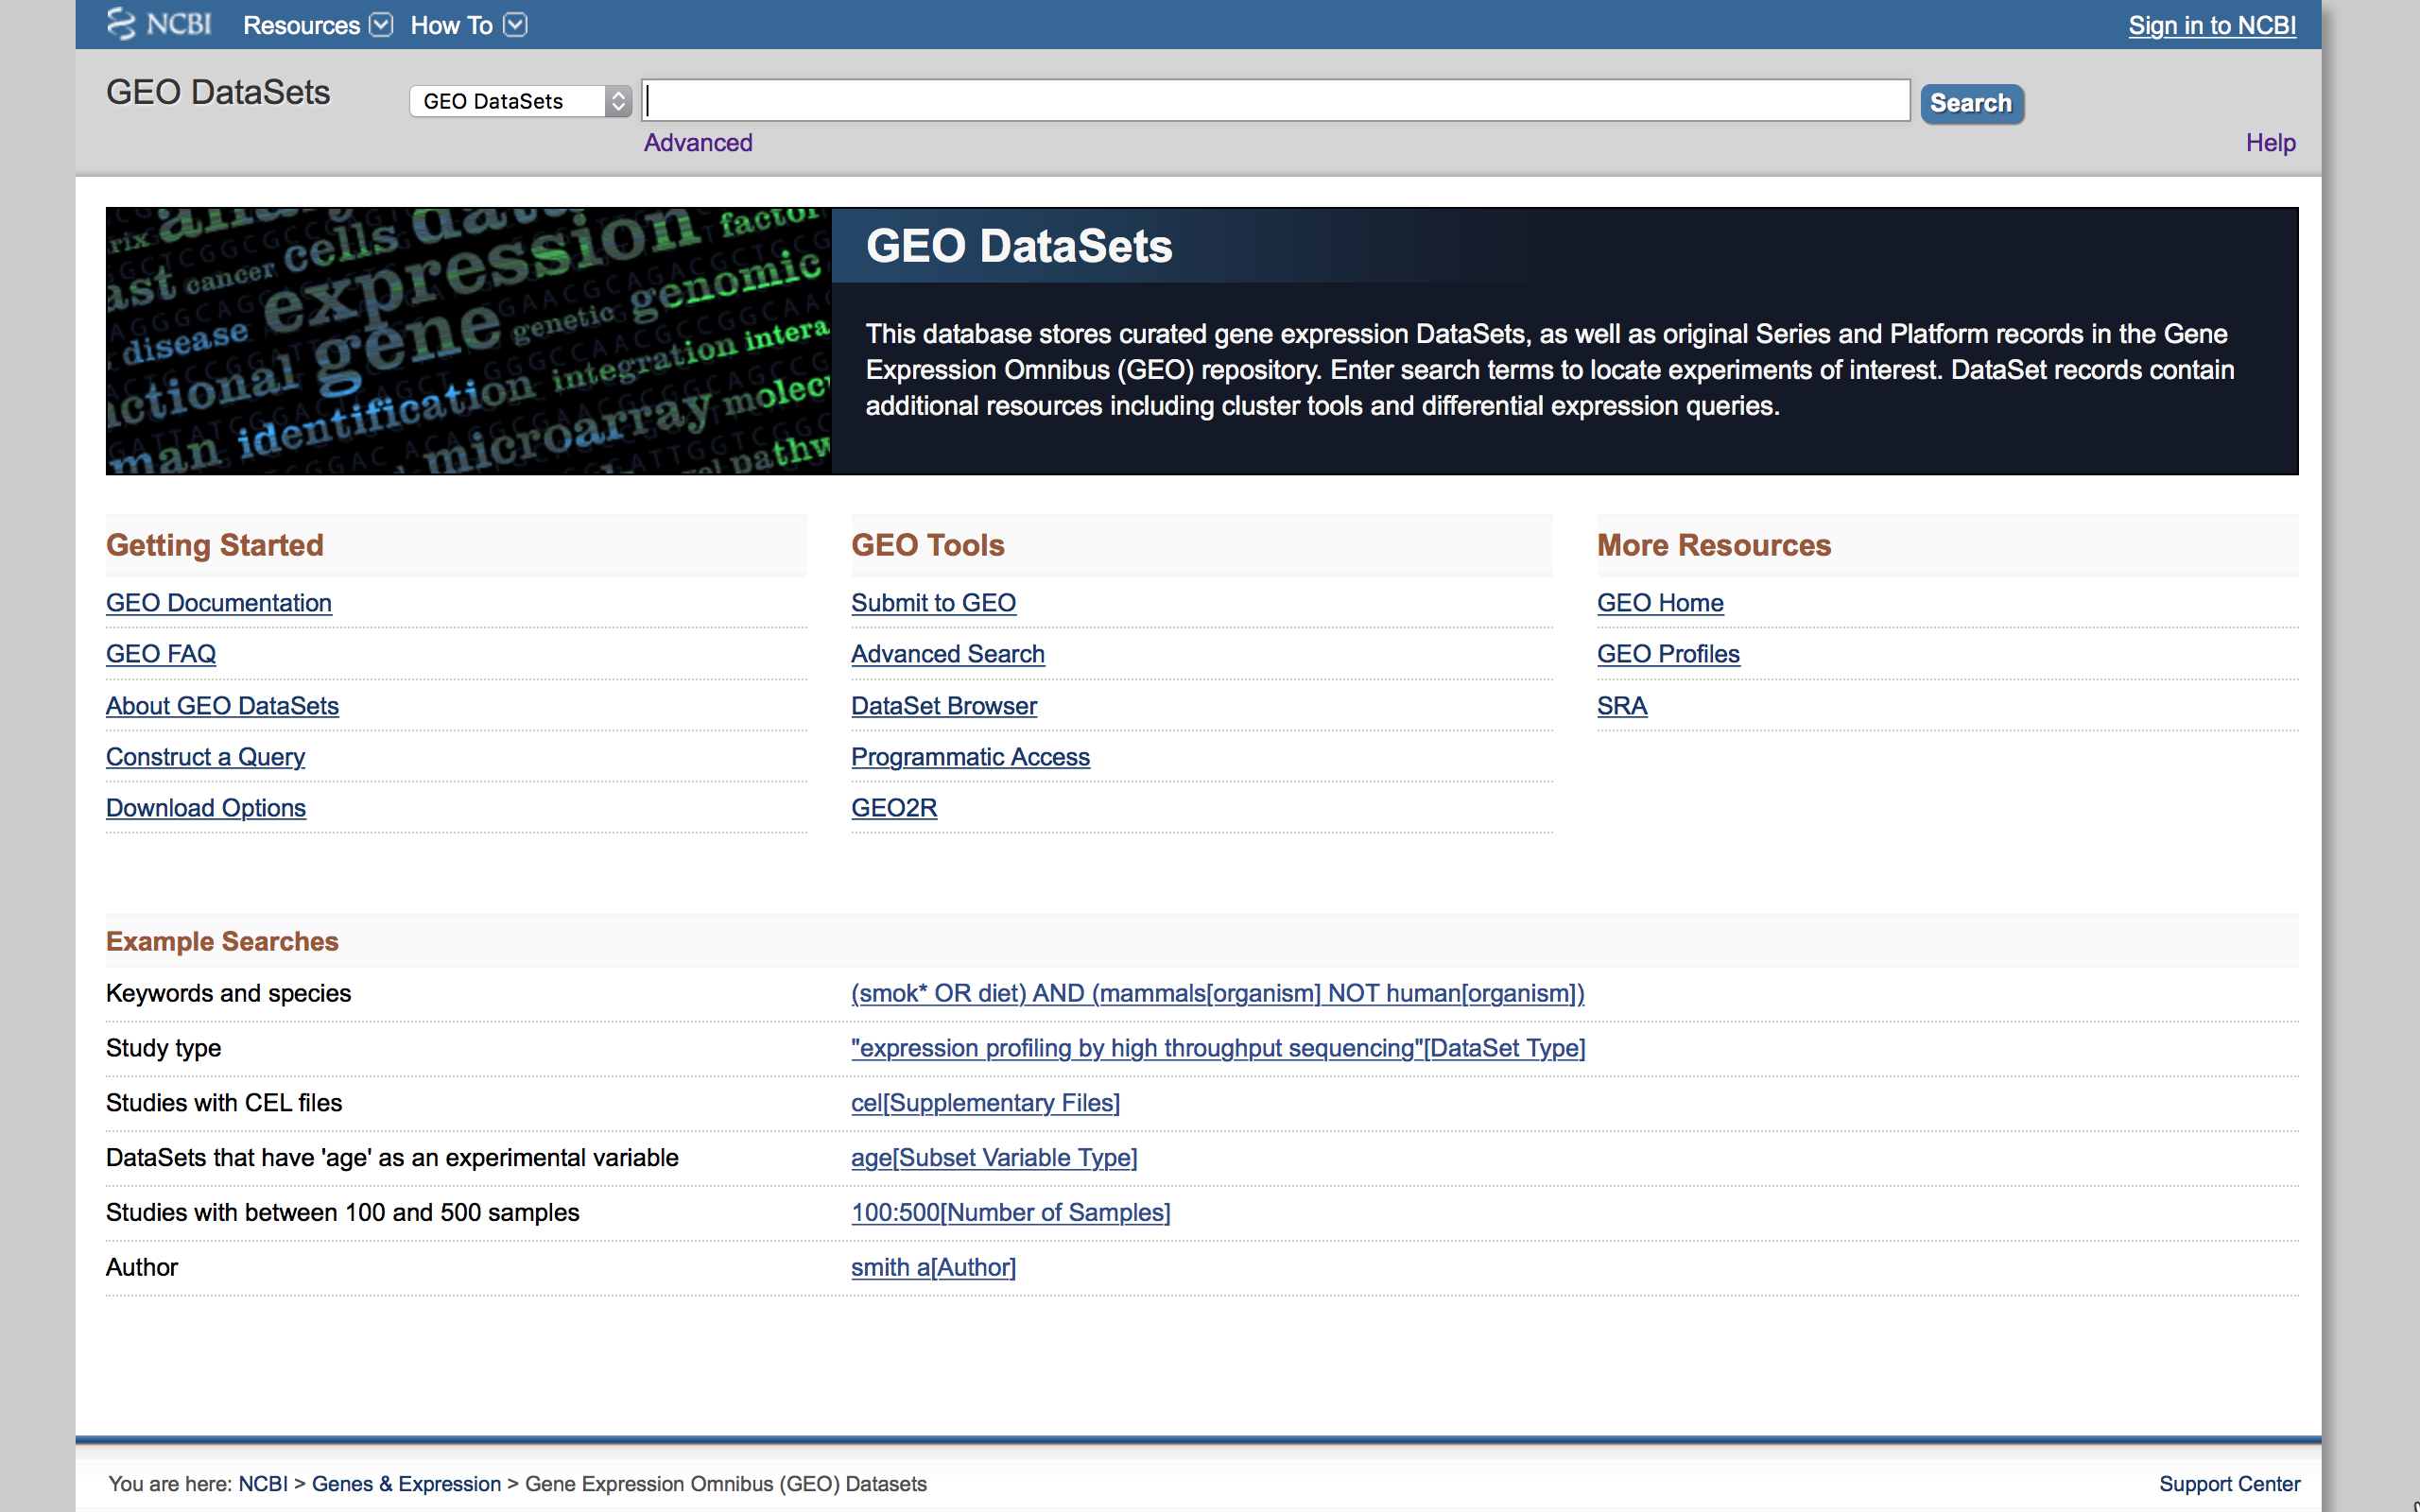 NCBI Resources How To Sign in to NCBI
GEO DataSets GEO DataSets Search
Advanced Help
factor
cells
cancer
expression
genomic
disease
gene
genetic
integration
identification
microarray
GEO DataSets
This database stores curated gene expression DataSets, as well as original Series and Platform records in the Gene
Expression Omnibus (GEO) repository. Enter search terms to locate experiments of interest. DataSet records contain
additional resources including cluster tools and differential expression queries.
Getting Started
GEO Documentation
GEO FAQ
About GEO DataSets
Construct a Query
Download Options
GEO Tools
Submit to GEO
Advanced Search
DataSet Browser
Programmatic Access
GEO2R
More Resources
GEO Home
GEO Profiles
SRA
Example Searches
Keywords and species (smok* OR diet) AND (mammals[organism] NOT human[organism])
Study type "expression profiling by high throughput sequencing"[DataSet Type]
Studies with CEL files cel[Supplementary Files]
DataSets that have 'age' as an experimental variable age[Subset Variable Type]
Studies with between 100 and 500 samples 100:500[Number of Samples]
Author smith a[Author]
You are here: NCBI > Genes & Expression > Gene Expression Omnibus (GEO) Datasets Support Center